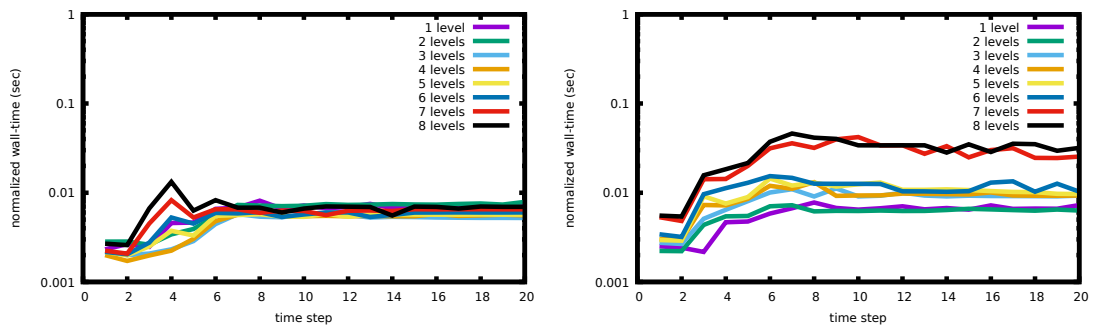 normalized wall-time (sec)
1
0.1
0.01
0.001
0 2 4 6 8 10 12 14 16 18 20
time step
1 level
2 levels
3 levels
4 levels
5 levels
6 levels
7 levels
8 levels
normalized wall-time (sec)
1
0.1
0.01
0.001
0 2 4 6 8 10 12 14 16 18 20
time step
1 level
2 levels
3 levels
4 levels
5 levels
6 levels
7 levels
8 levels